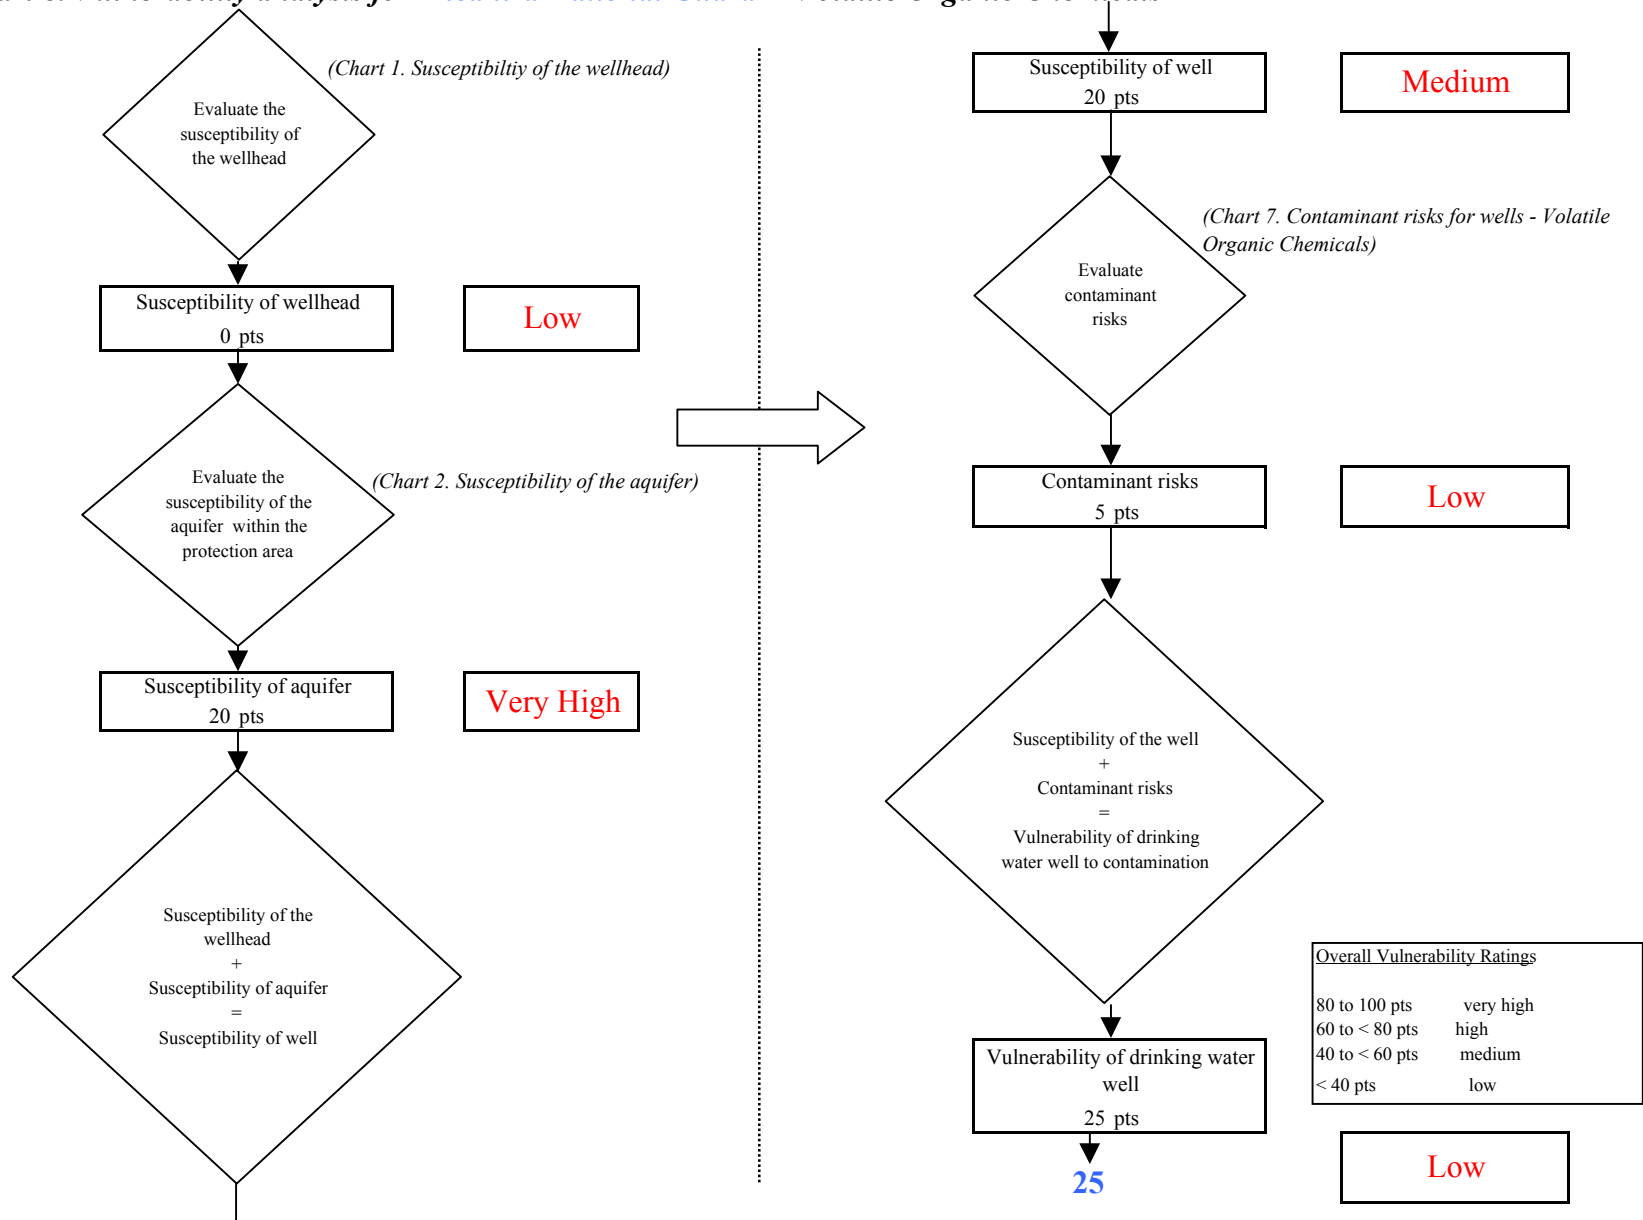 (Chart 1. Susceptibiltiy of the wellhead)
Evaluate the
susceptibility of
the wellhead
Susceptibility of wellhead
0 pts
Low
Evaluate the
susceptibility of the
aquifer within the
protection area
(Chart 2. Susceptibility of the aquifer)
Susceptibility of aquifer
20 pts
Very High
Susceptibility of the
wellhead
+
Susceptibility of aquifer
=
Susceptibility of well
Susceptibility of well
20 pts
Medium
(Chart 7. Contaminant risks for wells - Volatile
Organic Chemicals)
Evaluate
contaminant
risks
Contaminant risks
5 pts
Low
Susceptibility of the well
+
Contaminant risks
=
Vulnerability of drinking
water well to contamination
Overall Vulnerability Ratings
80 to 100 pts very high
60 to < 80 pts high
40 to < 60 pts medium
< 40 pts low
Vulnerability of drinking water
well
25 pts
25
Low